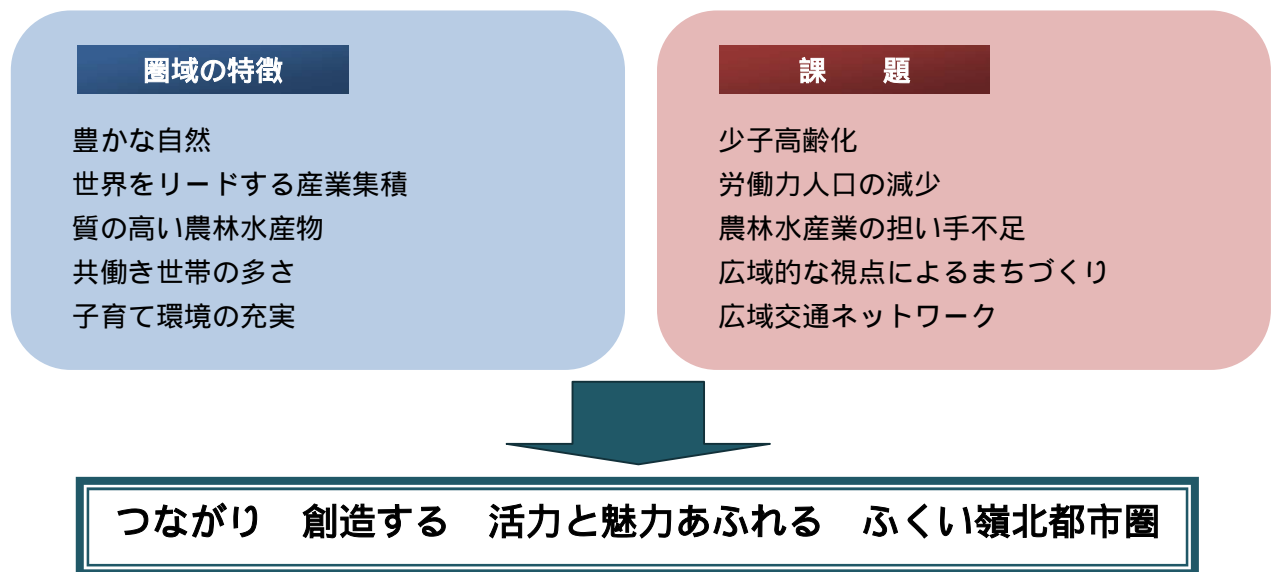 圏域の特徴
豊かな自然
世界をリードする産業集積
質の高い農林水産物
共働き世帯の多さ
子育て環境の充実
課　題
少子高齢化
労働力人口の減少
農林水産業の担い手不足
広域的な視点によるまちづくり
広域交通ネットワーク
つながり　創造する　活力と魅力あふれる　ふくい嶺北都市圏